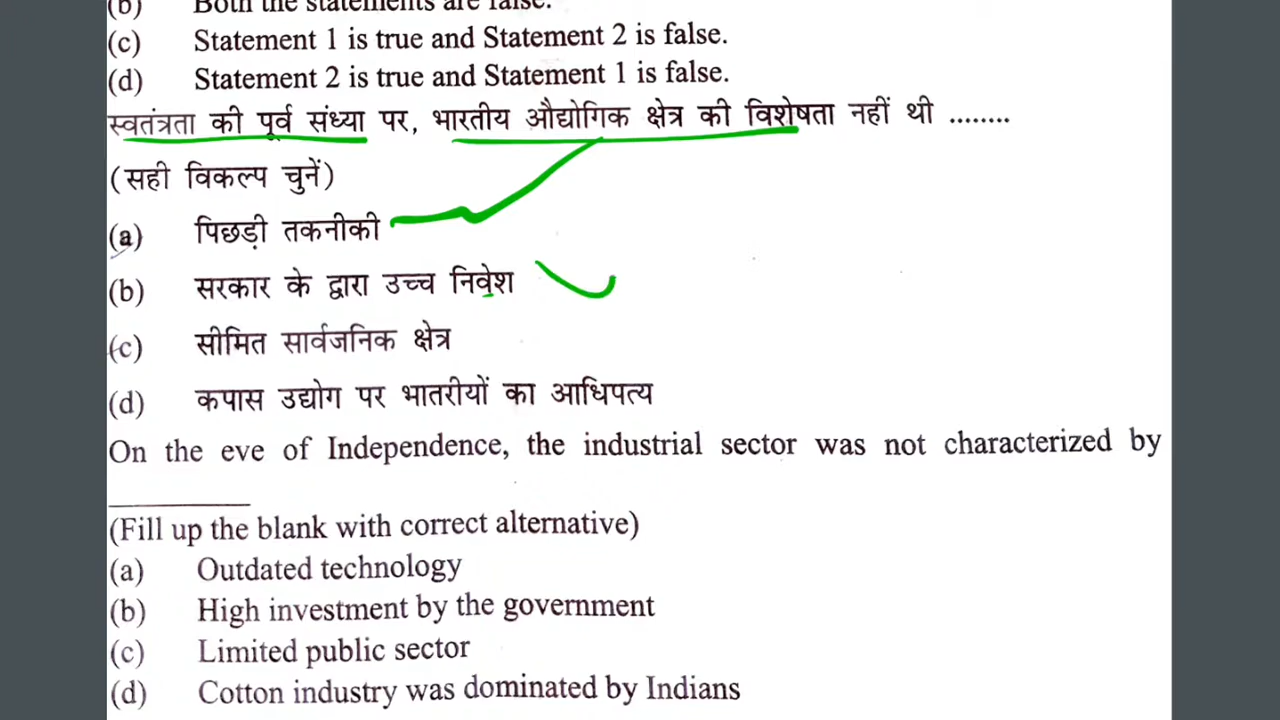 (b) Both the statements are false.
(c) Statement 1 is true and Statement 2 is false.
(d) Statement 2 is true and Statement 1 is false.
स्वतंत्रता की पूर्व संध्या पर, भारतीय औद्योगिक क्षेत्र की विशेषता नहीं थी ........
(सही विकल्प चुनें)
(a) पिछड़ी तकनीकी
(b) सरकार के द्वारा उच्च निवेश
(c) सीमित सार्वजनिक क्षेत्र
(d) कपास उद्योग पर भातरीयों का आधिपत्य
On the eve of Independence, the industrial sector was not characterized by
__________
(Fill up the blank with correct alternative)
(a) Outdated technology
(b) High investment by the government
(c) Limited public sector
(d) Cotton industry was dominated by Indians